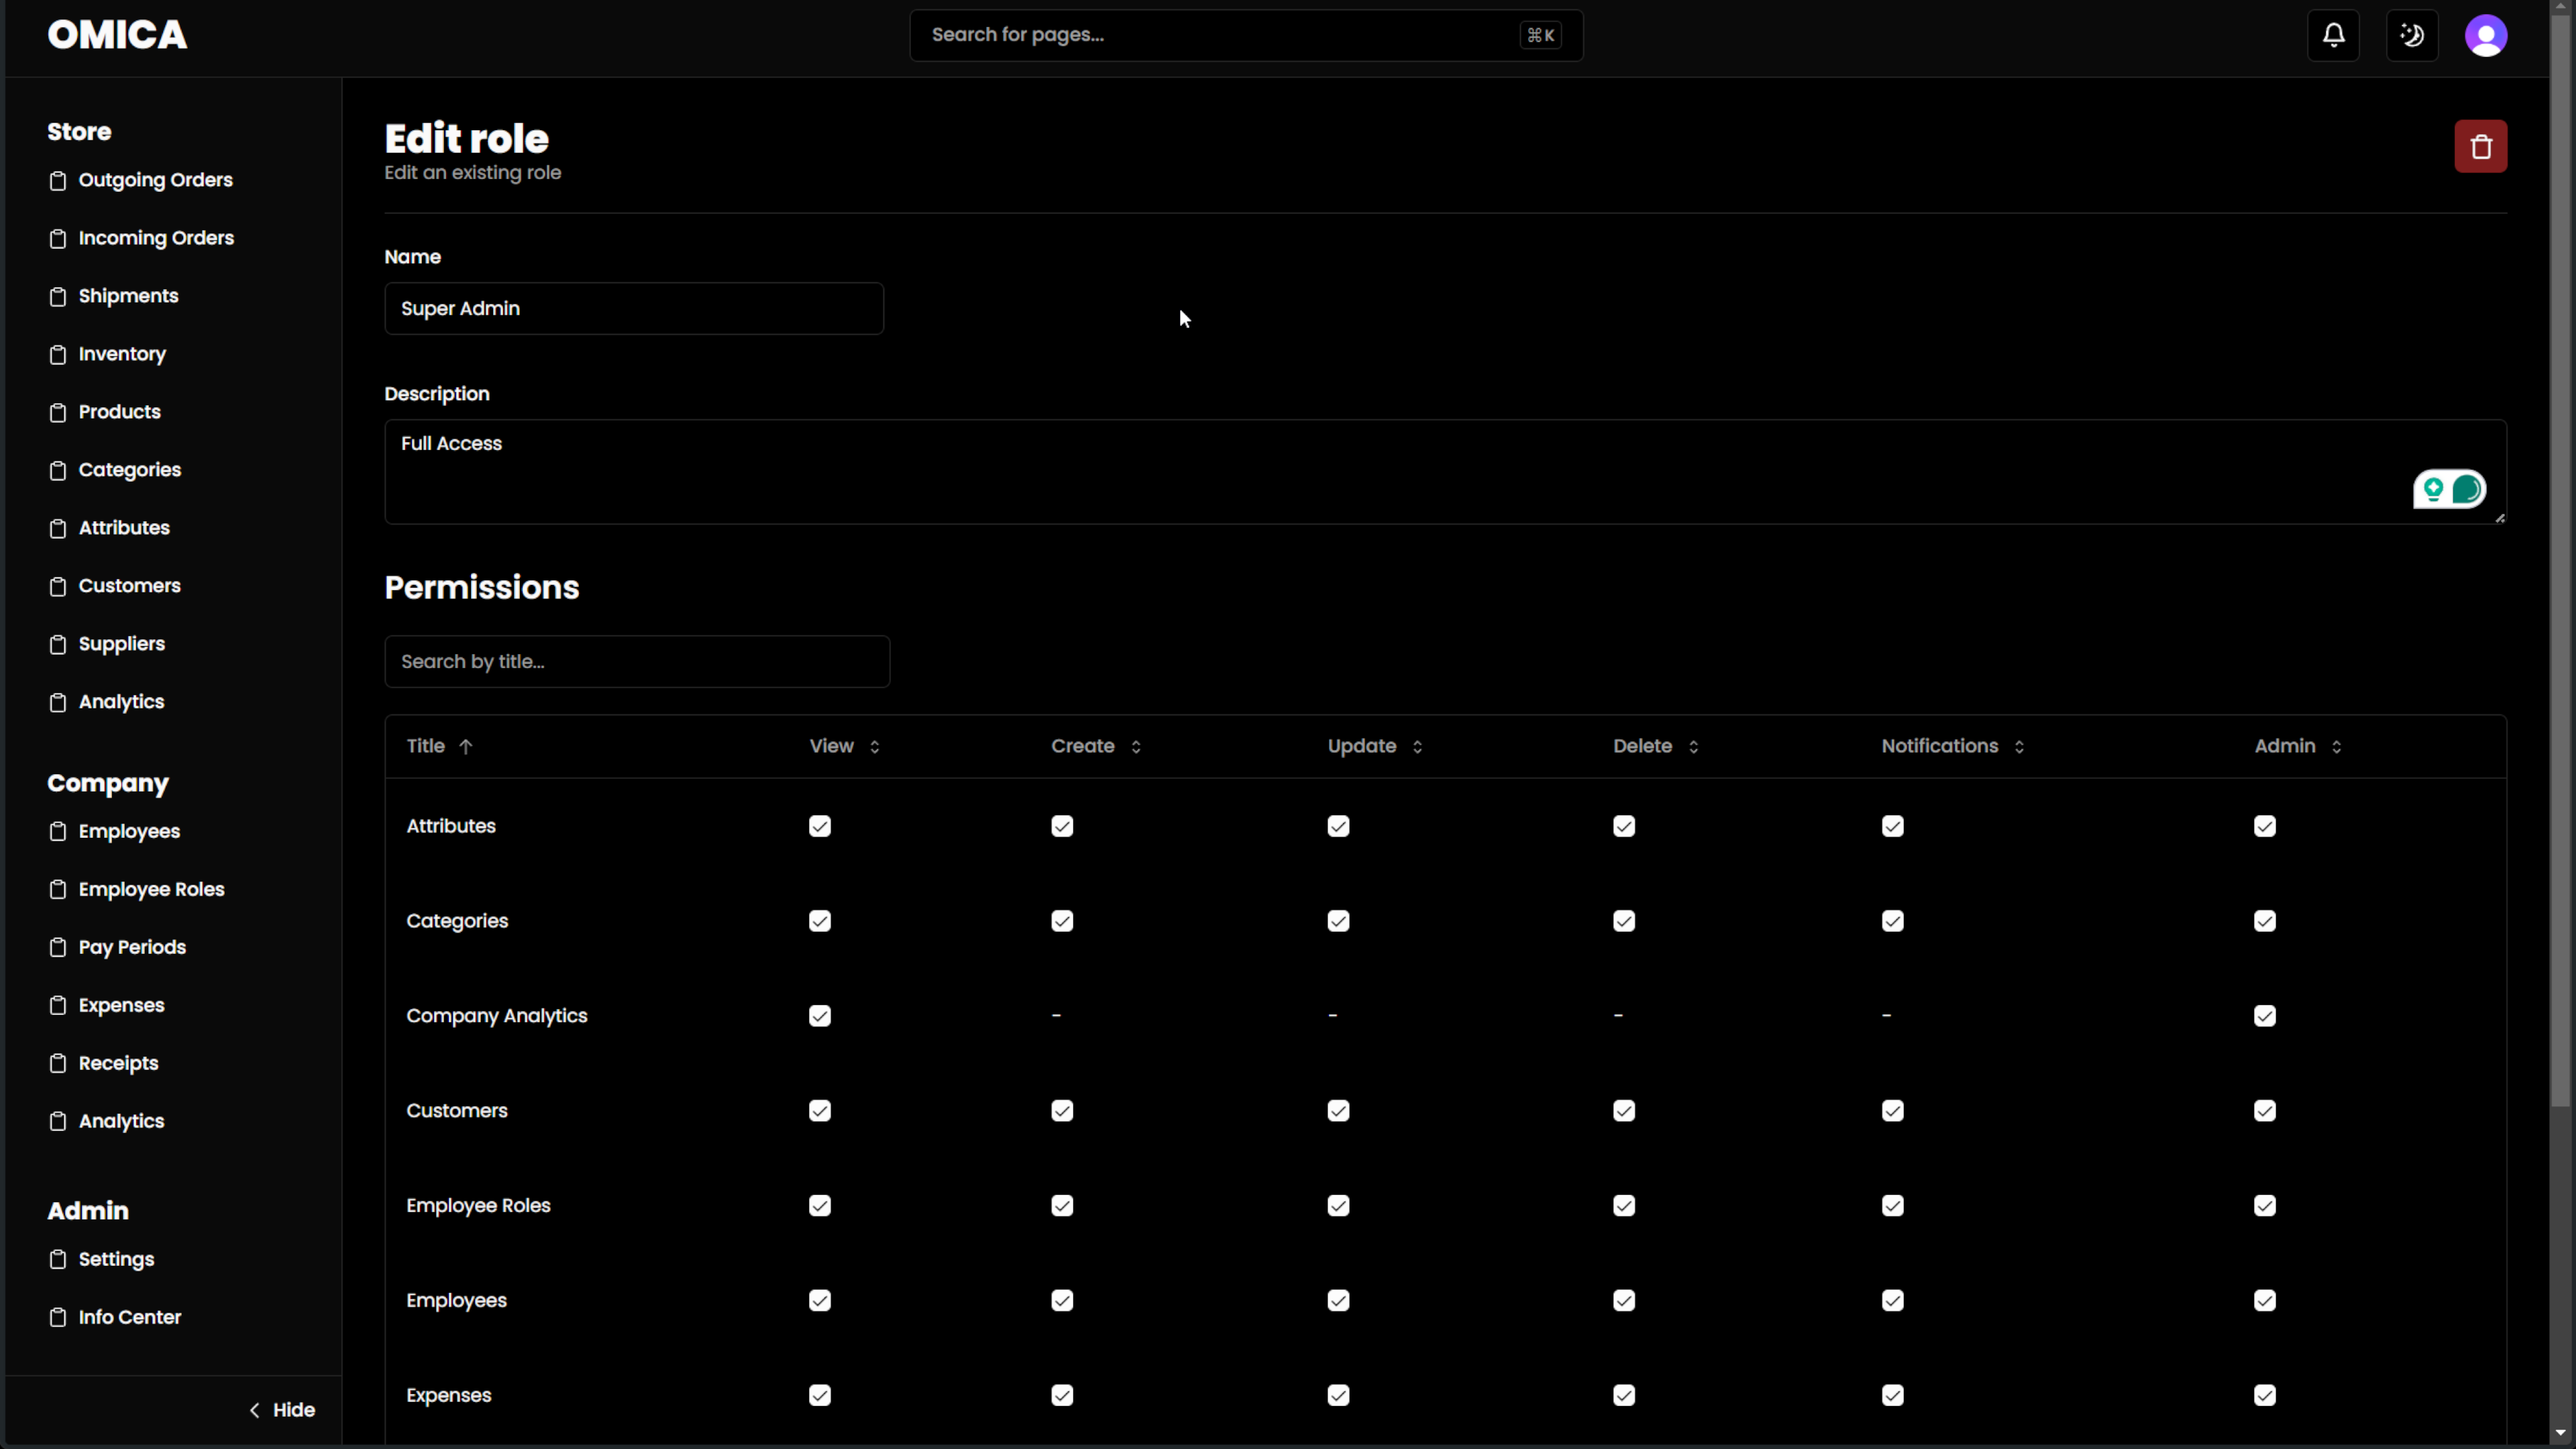 OMICA
Search for pages...
⌘K
Store
Outgoing Orders
Incoming Orders
Shipments
Inventory
Products
Categories
Attributes
Customers
Suppliers
Analytics
Company
Employees
Employee Roles
Pay Periods
Expenses
Receipts
Analytics
Admin
Settings
Info Center
Hide
Edit role
Edit an existing role
Name
Super Admin
Description
Full Access
Permissions
Search by title...
Title View Create Update Delete Notifications Admin
Attributes
Categories
Company Analytics - - - -
Customers
Employee Roles
Employees
Expenses